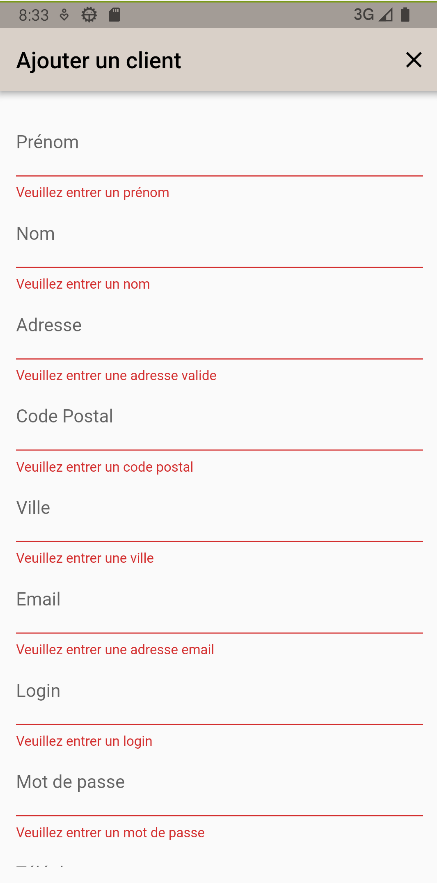 8:33
3G
Ajouter un client
Prénom
Veuillez entrer un prénom
Nom
Veuillez entrer un nom
Adresse
Veuillez entrer une adresse valide
Code Postal
Veuillez entrer un code postal
Ville
Veuillez entrer une ville
Email
Veuillez entrer une adresse email
Login
Veuillez entrer un login
Mot de passe
Veuillez entrer un mot de passe